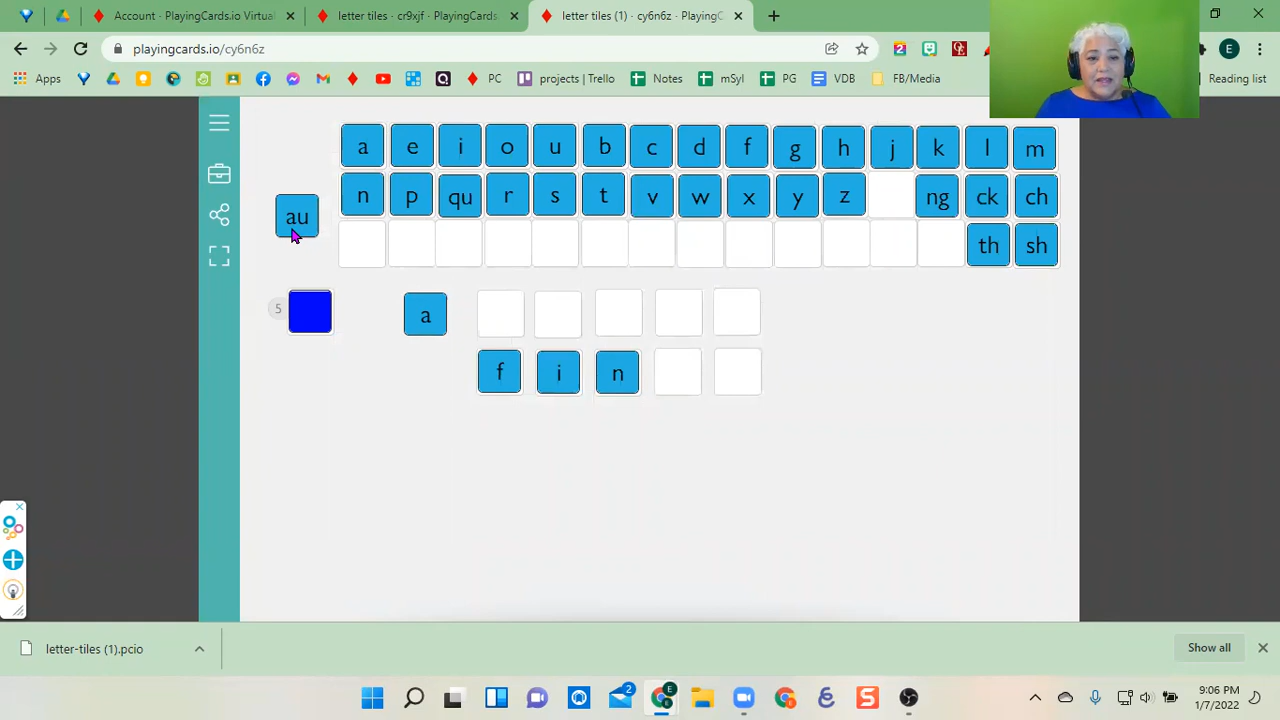 Account - PlayingCards.io Virtual
letter tiles - cr9xjf - PlayingCards.
letter tiles (1) - cy6n6z - PlayingC
playingcards.io/cy6n6z
2
E
Apps
PC
projects | Trello
Notes
mSyl
PG
VDB
FB/Media
Reading list
a e i o u b c d f g h j k l m
n p qu r s t v w x y z ng ck ch
au
th sh
5
a
f i n
letter-tiles (1).pcio
Show all
2
E
9:06 PM
1/7/2022